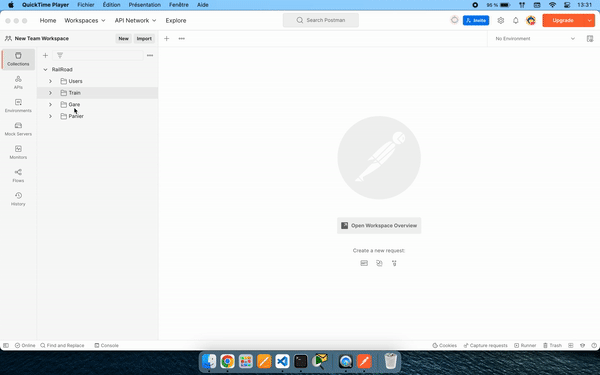 QuickTime Player Fichier Édition Présentation Fenêtre Aide 95 % 13:31
Home Workspaces API Network Explore Search Postman Invite Upgrade
New Team Workspace New Import No Environment
Collections
RailRoad
Users
Train
Gare
Panier
APIs
Environments
Mock Servers
Monitors
Flows
History
Open Workspace Overview
Create a new request:
Online Find and Replace Console Cookies Capture requests Runner Trash